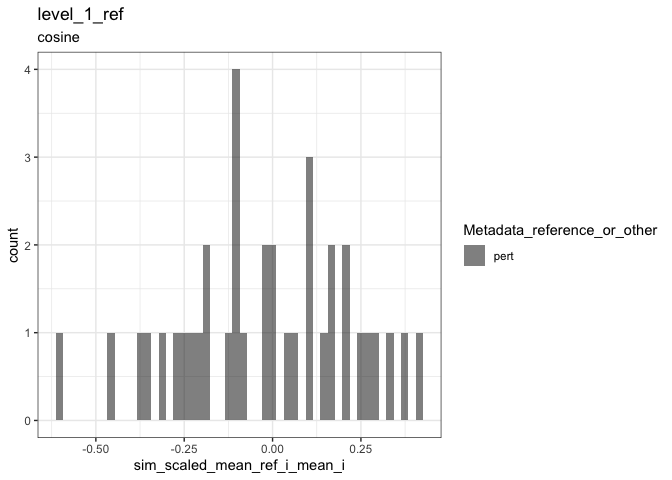 level_1_ref
cosine
4
3
2
1
0
count
-0.50
-0.25
0.00
0.25
sim_scaled_mean_ref_i_mean_i
Metadata_reference_or_other
pert